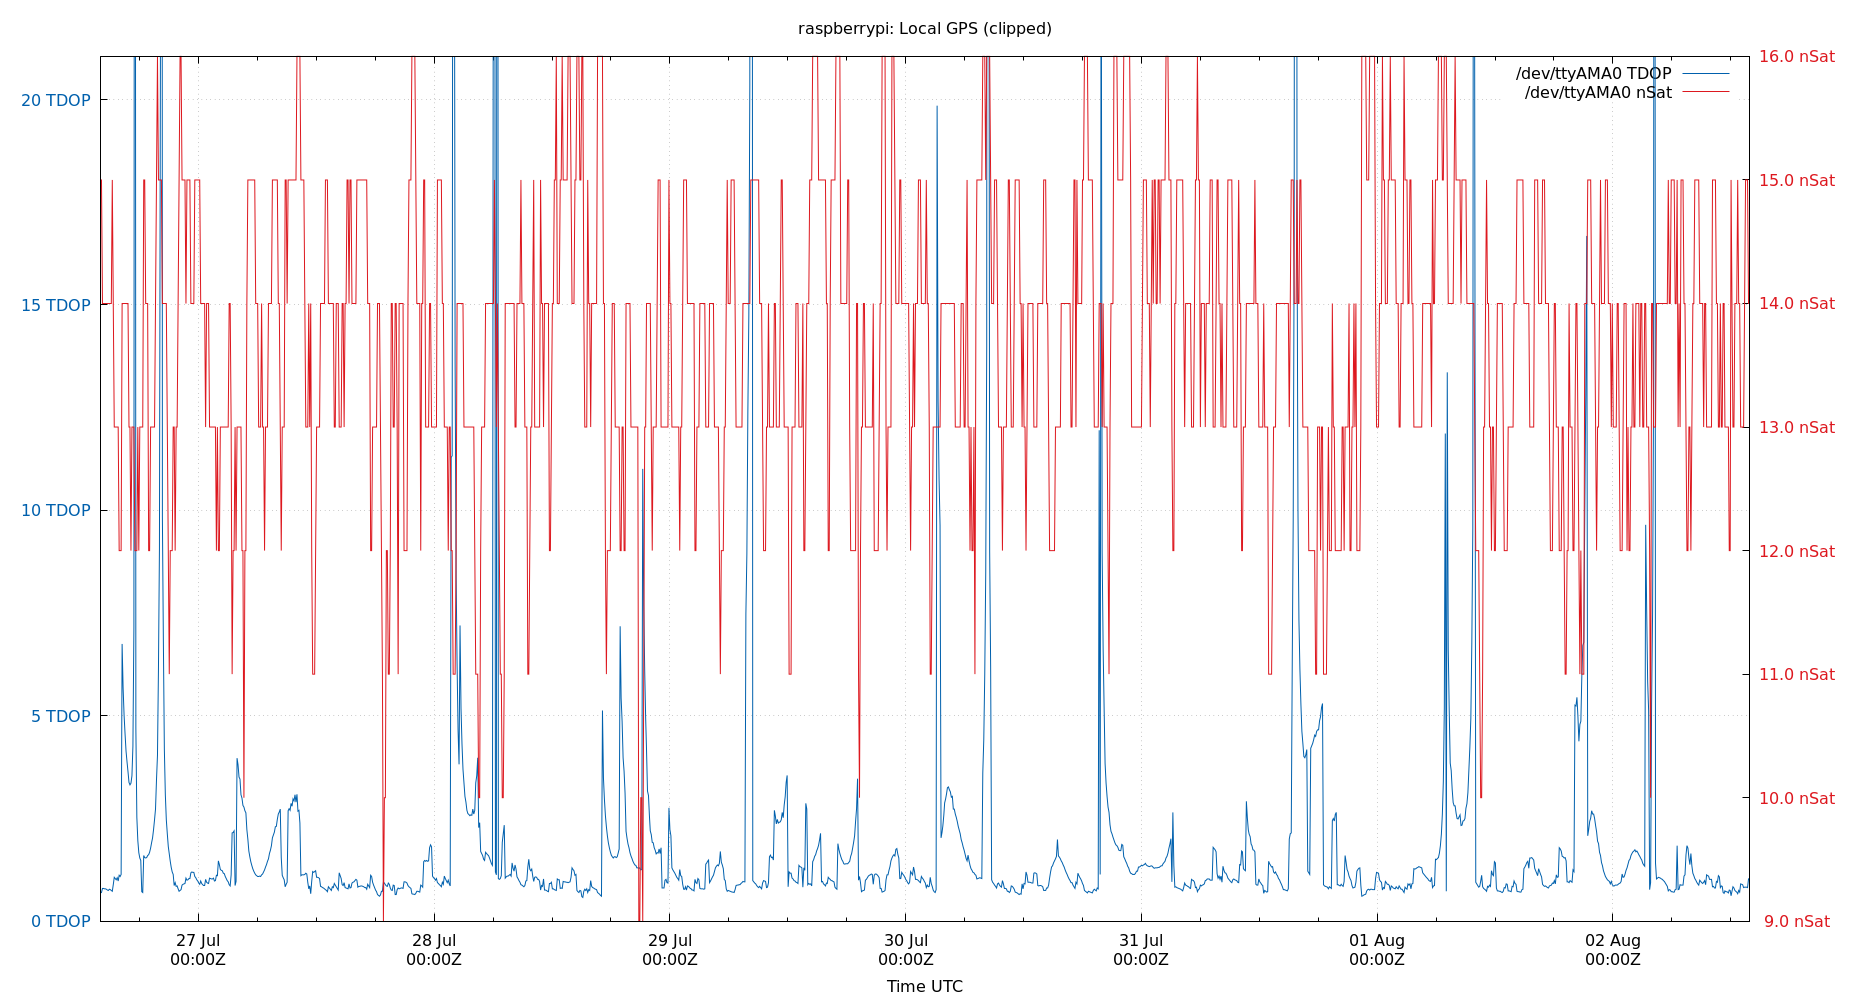 raspberrypi: Local GPS (clipped)
/dev/ttyAMA0 TDOP
/dev/ttyAMA0 nSat
20 TDOP
15 TDOP
10 TDOP
5 TDOP
0 TDOP
16.0 nSat
15.0 nSat
14.0 nSat
13.0 nSat
12.0 nSat
11.0 nSat
10.0 nSat
9.0 nSat
27 Jul
00:00Z
28 Jul
00:00Z
29 Jul
00:00Z
30 Jul
00:00Z
31 Jul
00:00Z
01 Aug
00:00Z
02 Aug
00:00Z
Time UTC